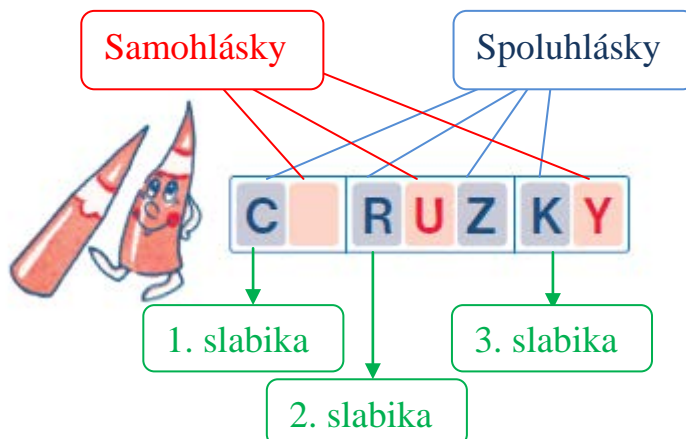 Samohlásky Spoluhlásky
C RUZKY
1. slabika 3. slabika
2. slabika